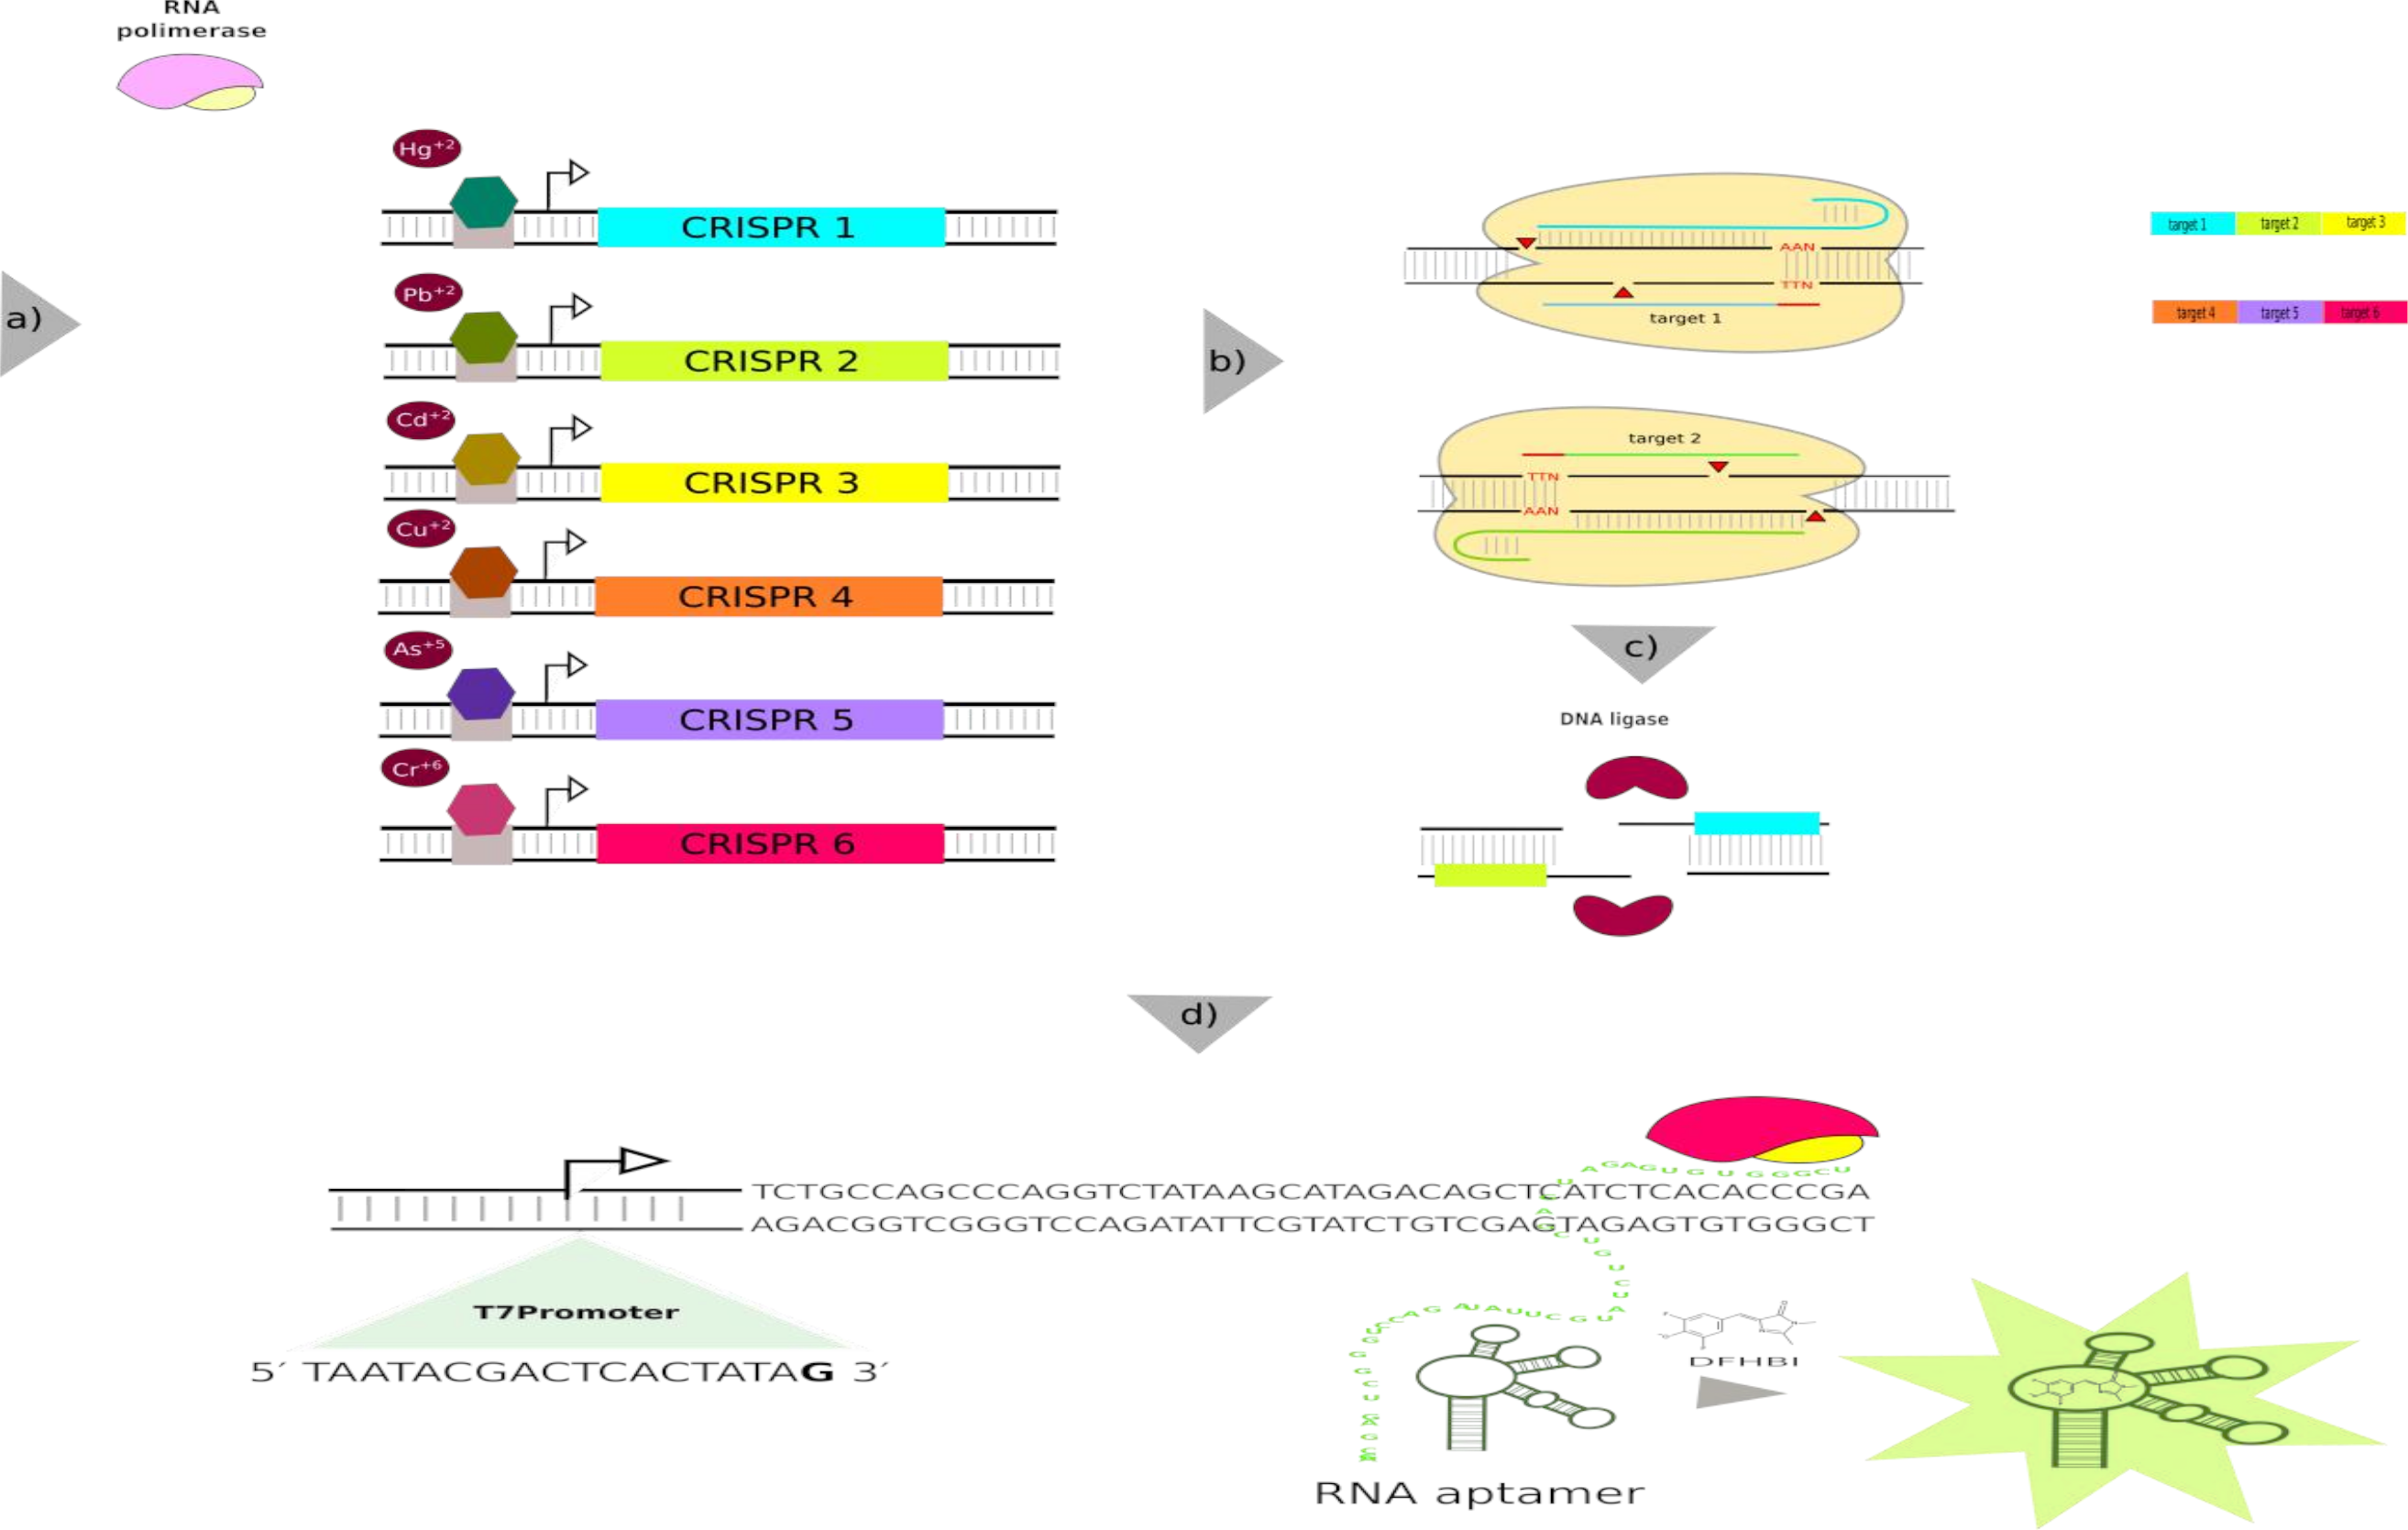 RNA
polimerase
a)
Hg+2
CRISPR 1
Pb+2
CRISPR 2
Cd+2
CRISPR 3
Cu+2
CRISPR 4
As+5
CRISPR 5
Cr+6
CRISPR 6
b)
AAN
TTN
target 1
target 2
TTN
AAN
target 1 target 2 target 3
target 4 target 5 target 6
c)
DNA ligase
d)
TCTGCCAGCCCAGGTCTATAAGCATAGACAGCTCATCTCACACCCGA
AGACGGTCGGGTCCAGATATTCGTATCTGTCGAGTAGAGTGTGGGCT
T7Promoter
5′ TAATACGACTCACTATAG 3′
DFHBI
RNA aptamer